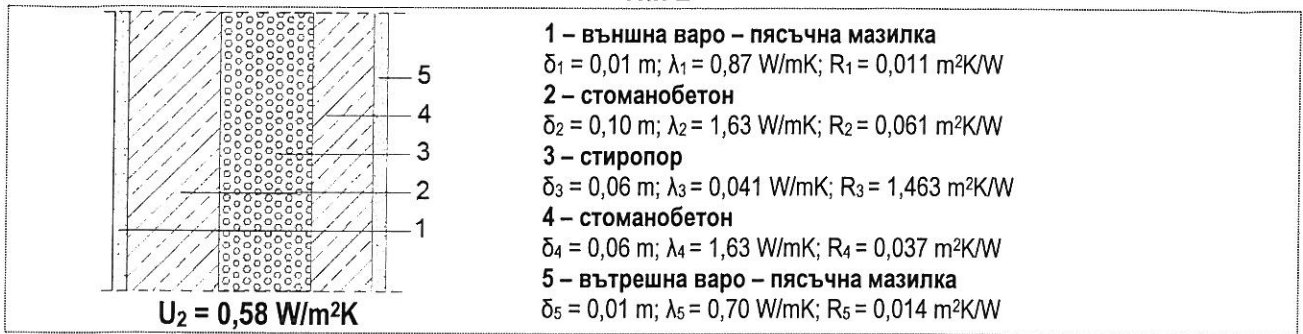 1 – външна варо – пясъчна мазилка
δ₁ = 0,01 m; λ₁ = 0,87 W/mK; R₁ = 0,011 m²K/W
2 – стоманобетон
δ₂ = 0,10 m; λ₂ = 1,63 W/mK; R₂ = 0,061 m²K/W
3 – стиропор
δ₃ = 0,06 m; λ₃ = 0,041 W/mK; R₃ = 1,463 m²K/W
4 – стоманобетон
δ₄ = 0,06 m; λ₄ = 1,63 W/mK; R₄ = 0,037 m²K/W
5 – вътрешна варо – пясъчна мазилка
δ₅ = 0,01 m; λ₅ = 0,70 W/mK; R₅ = 0,014 m²K/W
5
4
3
2
1
U₂ = 0,58 W/m²K